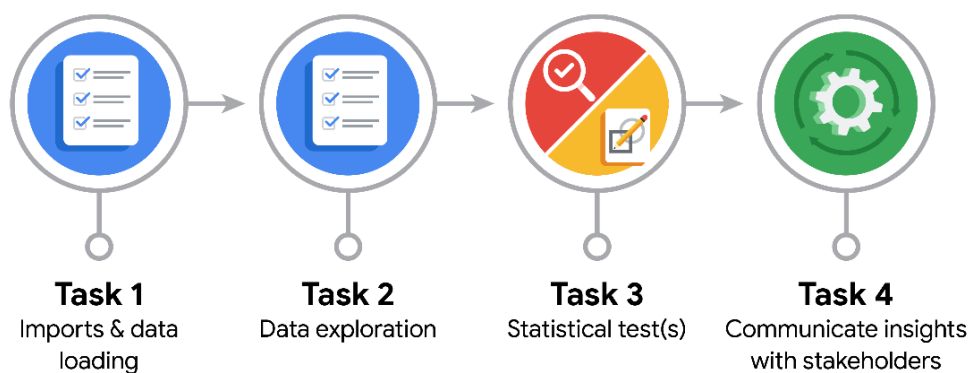 Task 1
Imports & data
loading
Task 2
Data exploration
Task 3
Statistical test(s)
Task 4
Communicate insights
with stakeholders